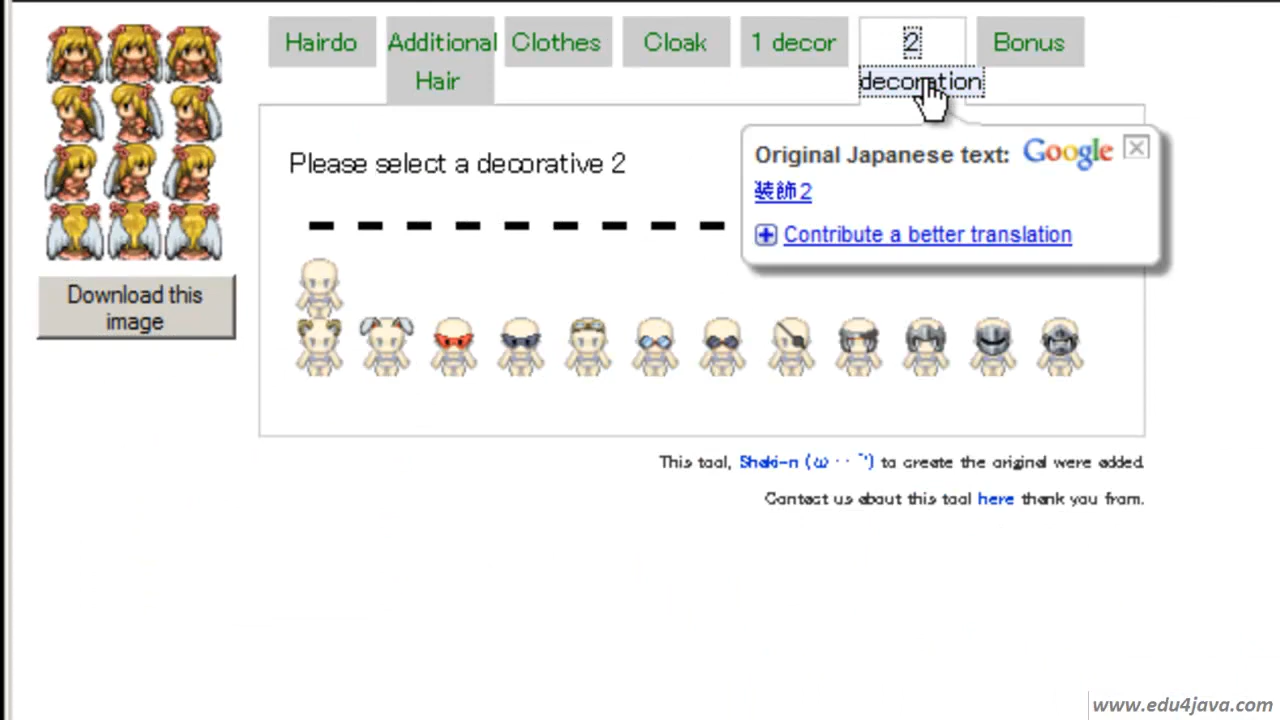 Hairdo
Additional
Hair
Clothes
Cloak
1 decor
2
decoration
Bonus
Download this
image
Please select a decorative 2
Original Japanese text:
Google
装飾2
Contribute a better translation
This tool, Sheki-n (ω・・`) to create the original were added.
Contact us about this tool here thank you from.
www.edu4java.com